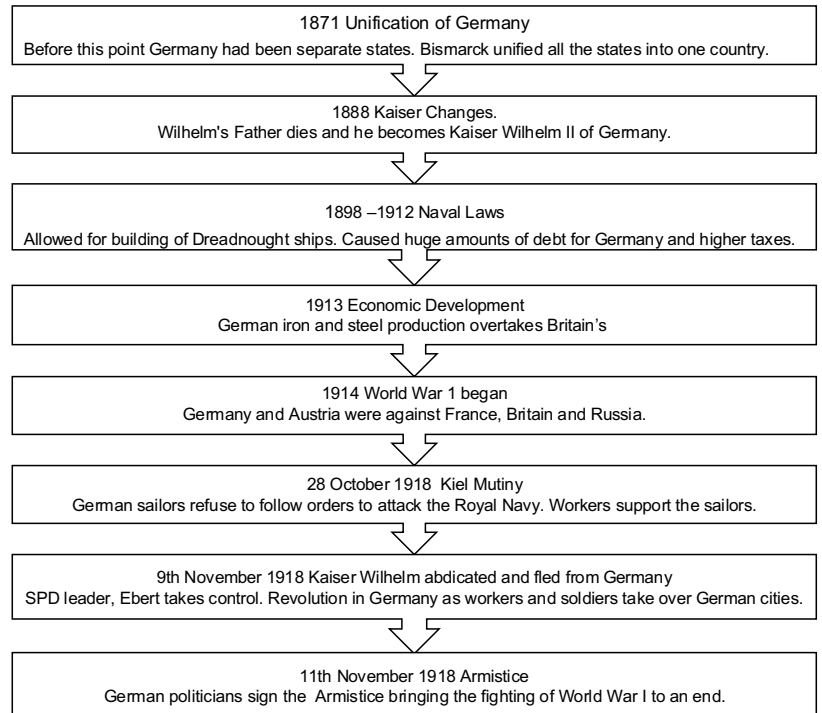 1871 Unification of Germany
Before this point Germany had been separate states. Bismarck unified all the states into one country.
1888 Kaiser Changes.
Wilhelm's Father dies and he becomes Kaiser Wilhelm II of Germany.
1898 –1912 Naval Laws
Allowed for building of Dreadnought ships. Caused huge amounts of debt for Germany and higher taxes.
1913 Economic Development
German iron and steel production overtakes Britain’s
1914 World War 1 began
Germany and Austria were against France, Britain and Russia.
28 October 1918  Kiel Mutiny
German sailors refuse to follow orders to attack the Royal Navy. Workers support the sailors.
9th November 1918 Kaiser Wilhelm abdicated and fled from Germany
SPD leader, Ebert takes control. Revolution in Germany as workers and soldiers take over German cities.
11th November 1918 Armistice
German politicians sign the  Armistice bringing the fighting of World War I to an end.